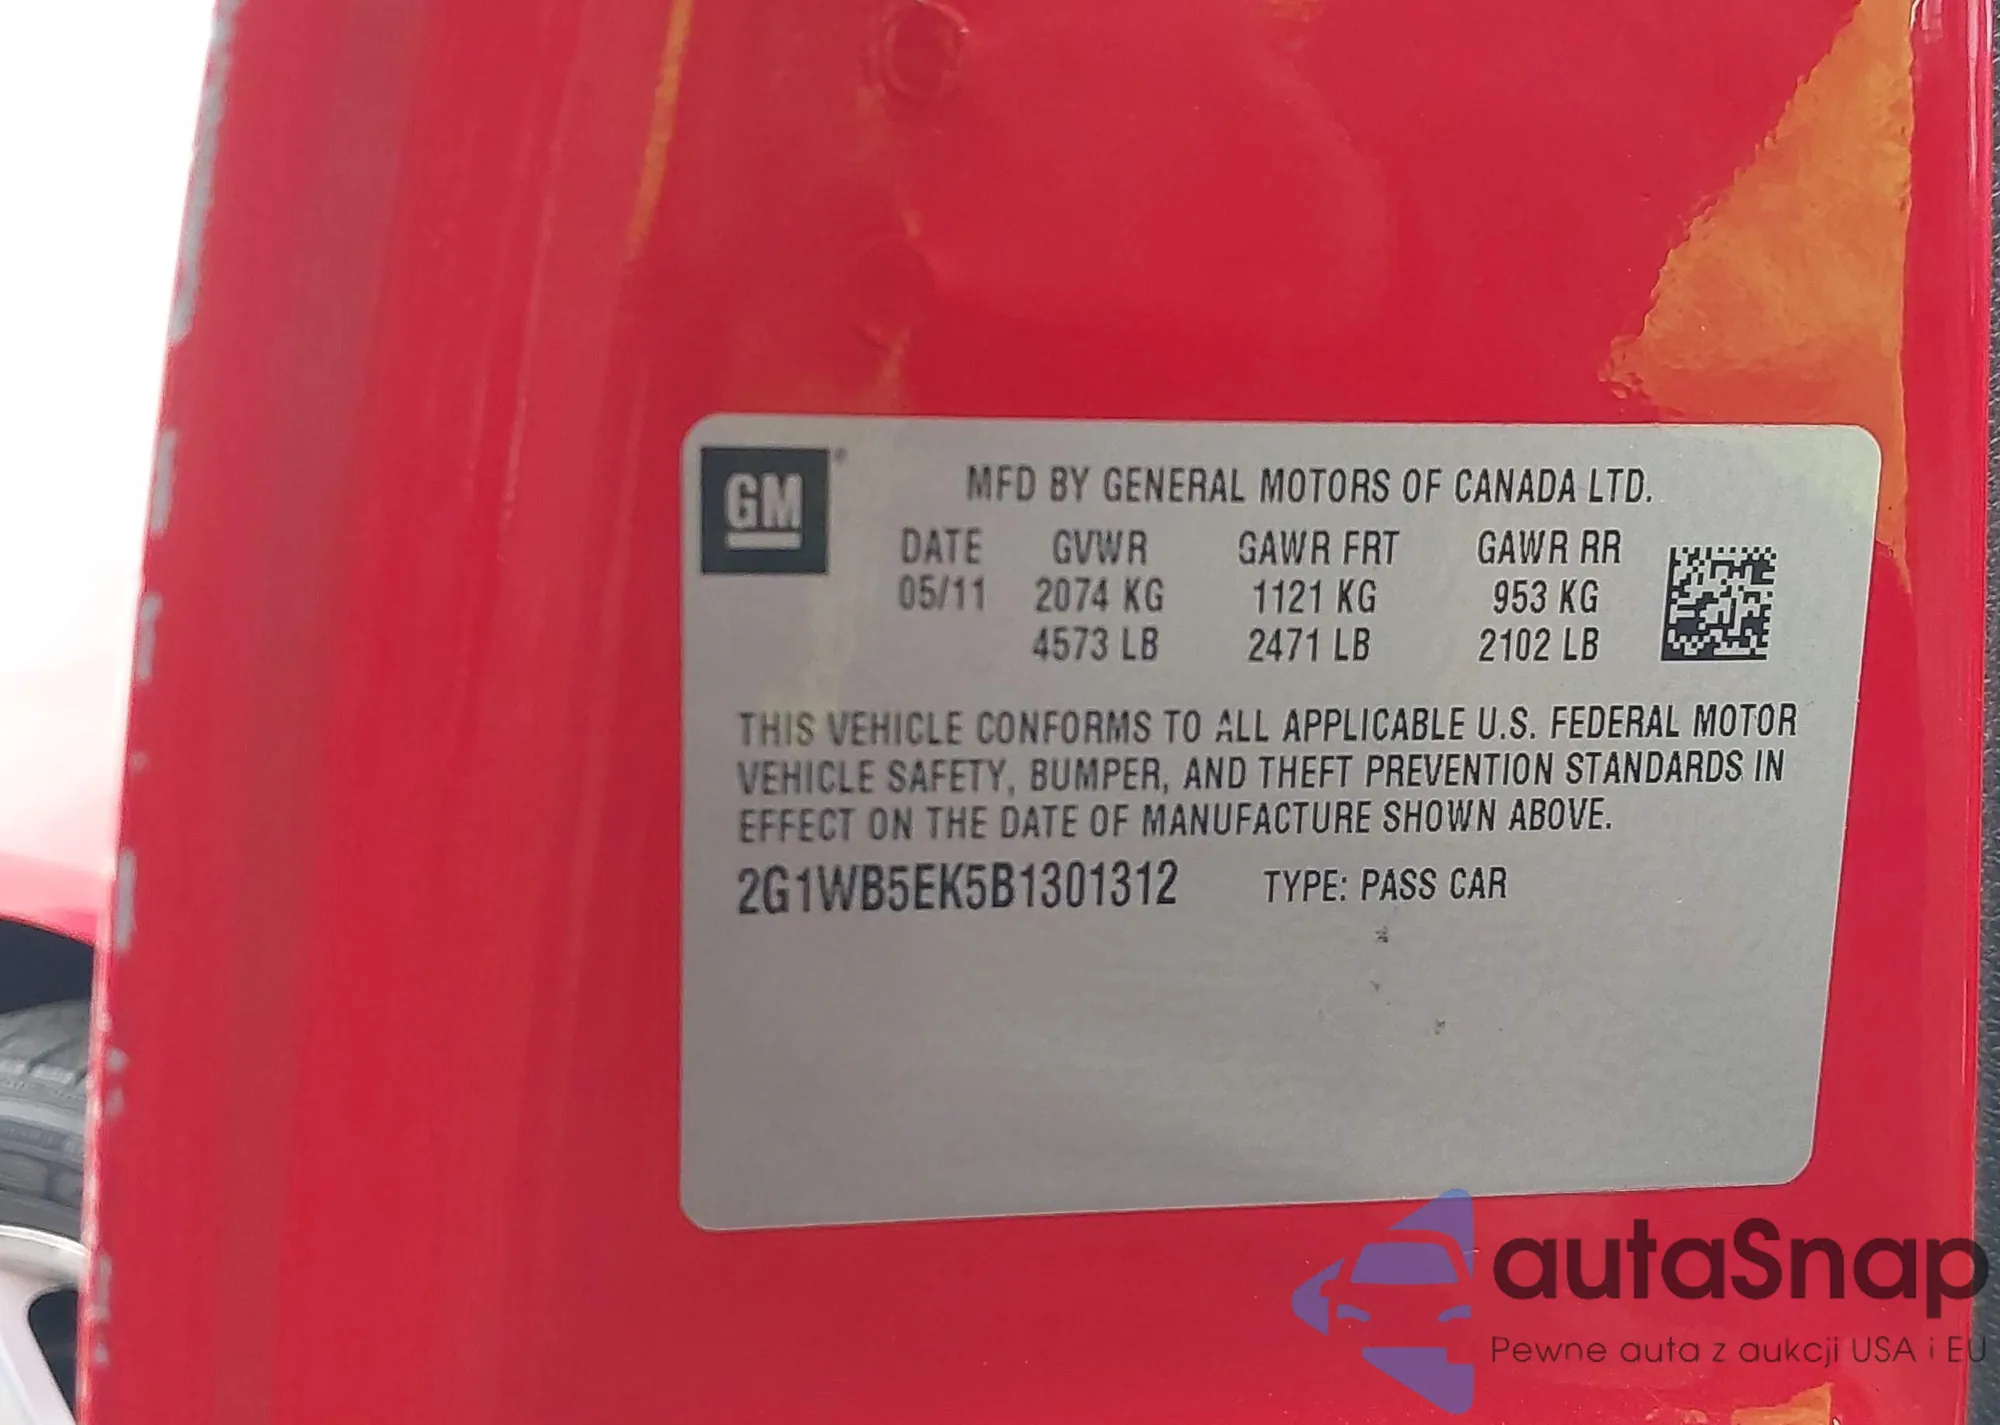 GM
MFD BY GENERAL MOTORS OF CANADA LTD.
DATE GVWR GAWR FRT GAWR RR
05/11 2074 KG 1121 KG 953 KG
4573 LB 2471 LB 2102 LB
THIS VEHICLE CONFORMS TO ALL APPLICABLE U.S. FEDERAL MOTOR
VEHICLE SAFETY, BUMPER, AND THEFT PREVENTION STANDARDS IN
EFFECT ON THE DATE OF MANUFACTURE SHOWN ABOVE.
2G1WB5EK5B1301312 TYPE: PASS CAR
autaSnap
Pewne auta z aukcji USA i EU